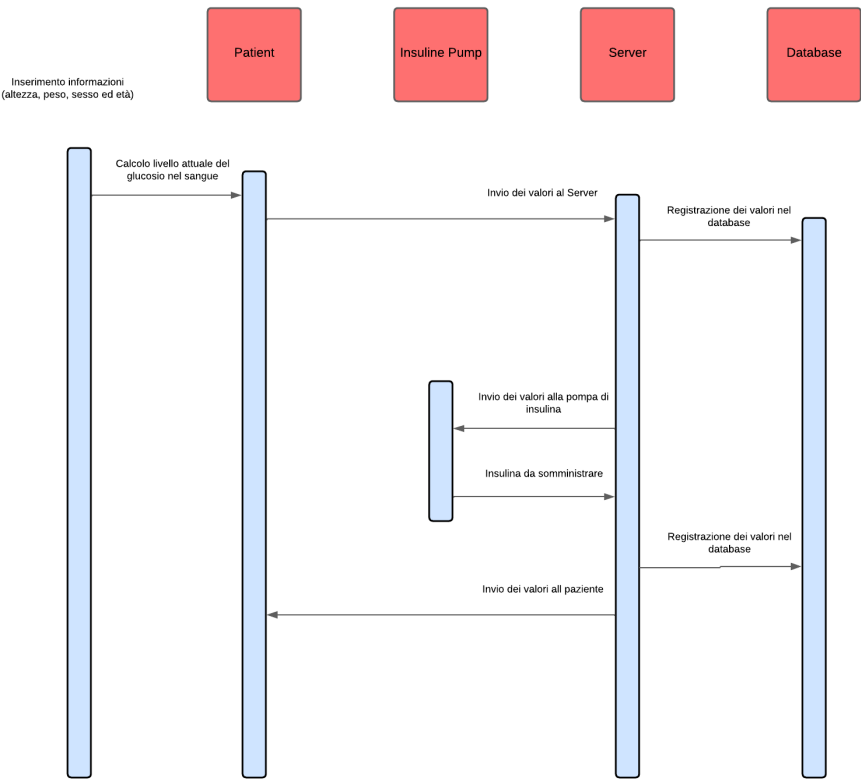 Patient
Insuline Pump
Server
Database
Inserimento informazioni
(altezza, peso, sesso ed età)
Calcolo livello attuale del
glucosio nel sangue
Invio dei valori al Server
Registrazione dei valori nel
database
Invio dei valori alla pompa di
insulina
Insulina da somministrare
Registrazione dei valori nel
database
Invio dei valori all paziente